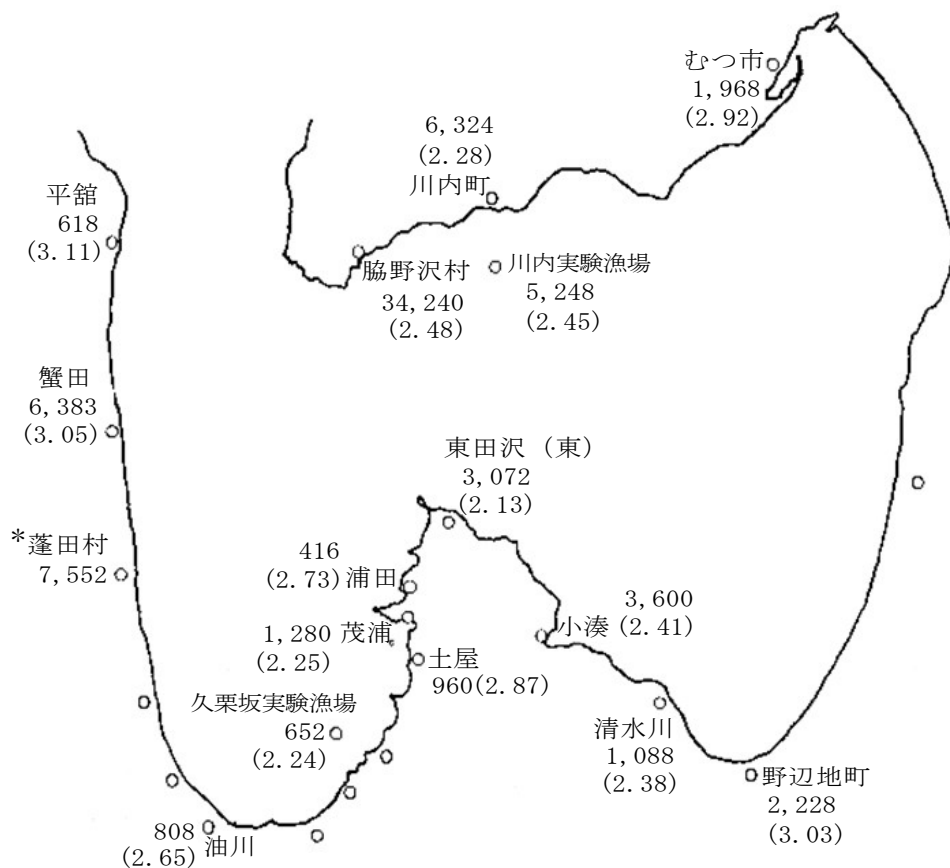 むつ市
1,968
(2.92)
6,324
(2.28)
川内町
平舘
618
(3.11)
脇野沢村
34,240
(2.48)
川内実験漁場
5,248
(2.45)
蟹田
6,383
(3.05)
東田沢（東）
3,072
(2.13)
*蓬田村
7,552
416
(2.73)浦田
3,600
小湊(2.41)
1,280 茂浦
(2.25)
土屋
960(2.87)
久栗坂実験漁場
652
(2.24)
清水川
1,088
(2.38)
野辺地町
2,228
(3.03)
808
(2.65)油川